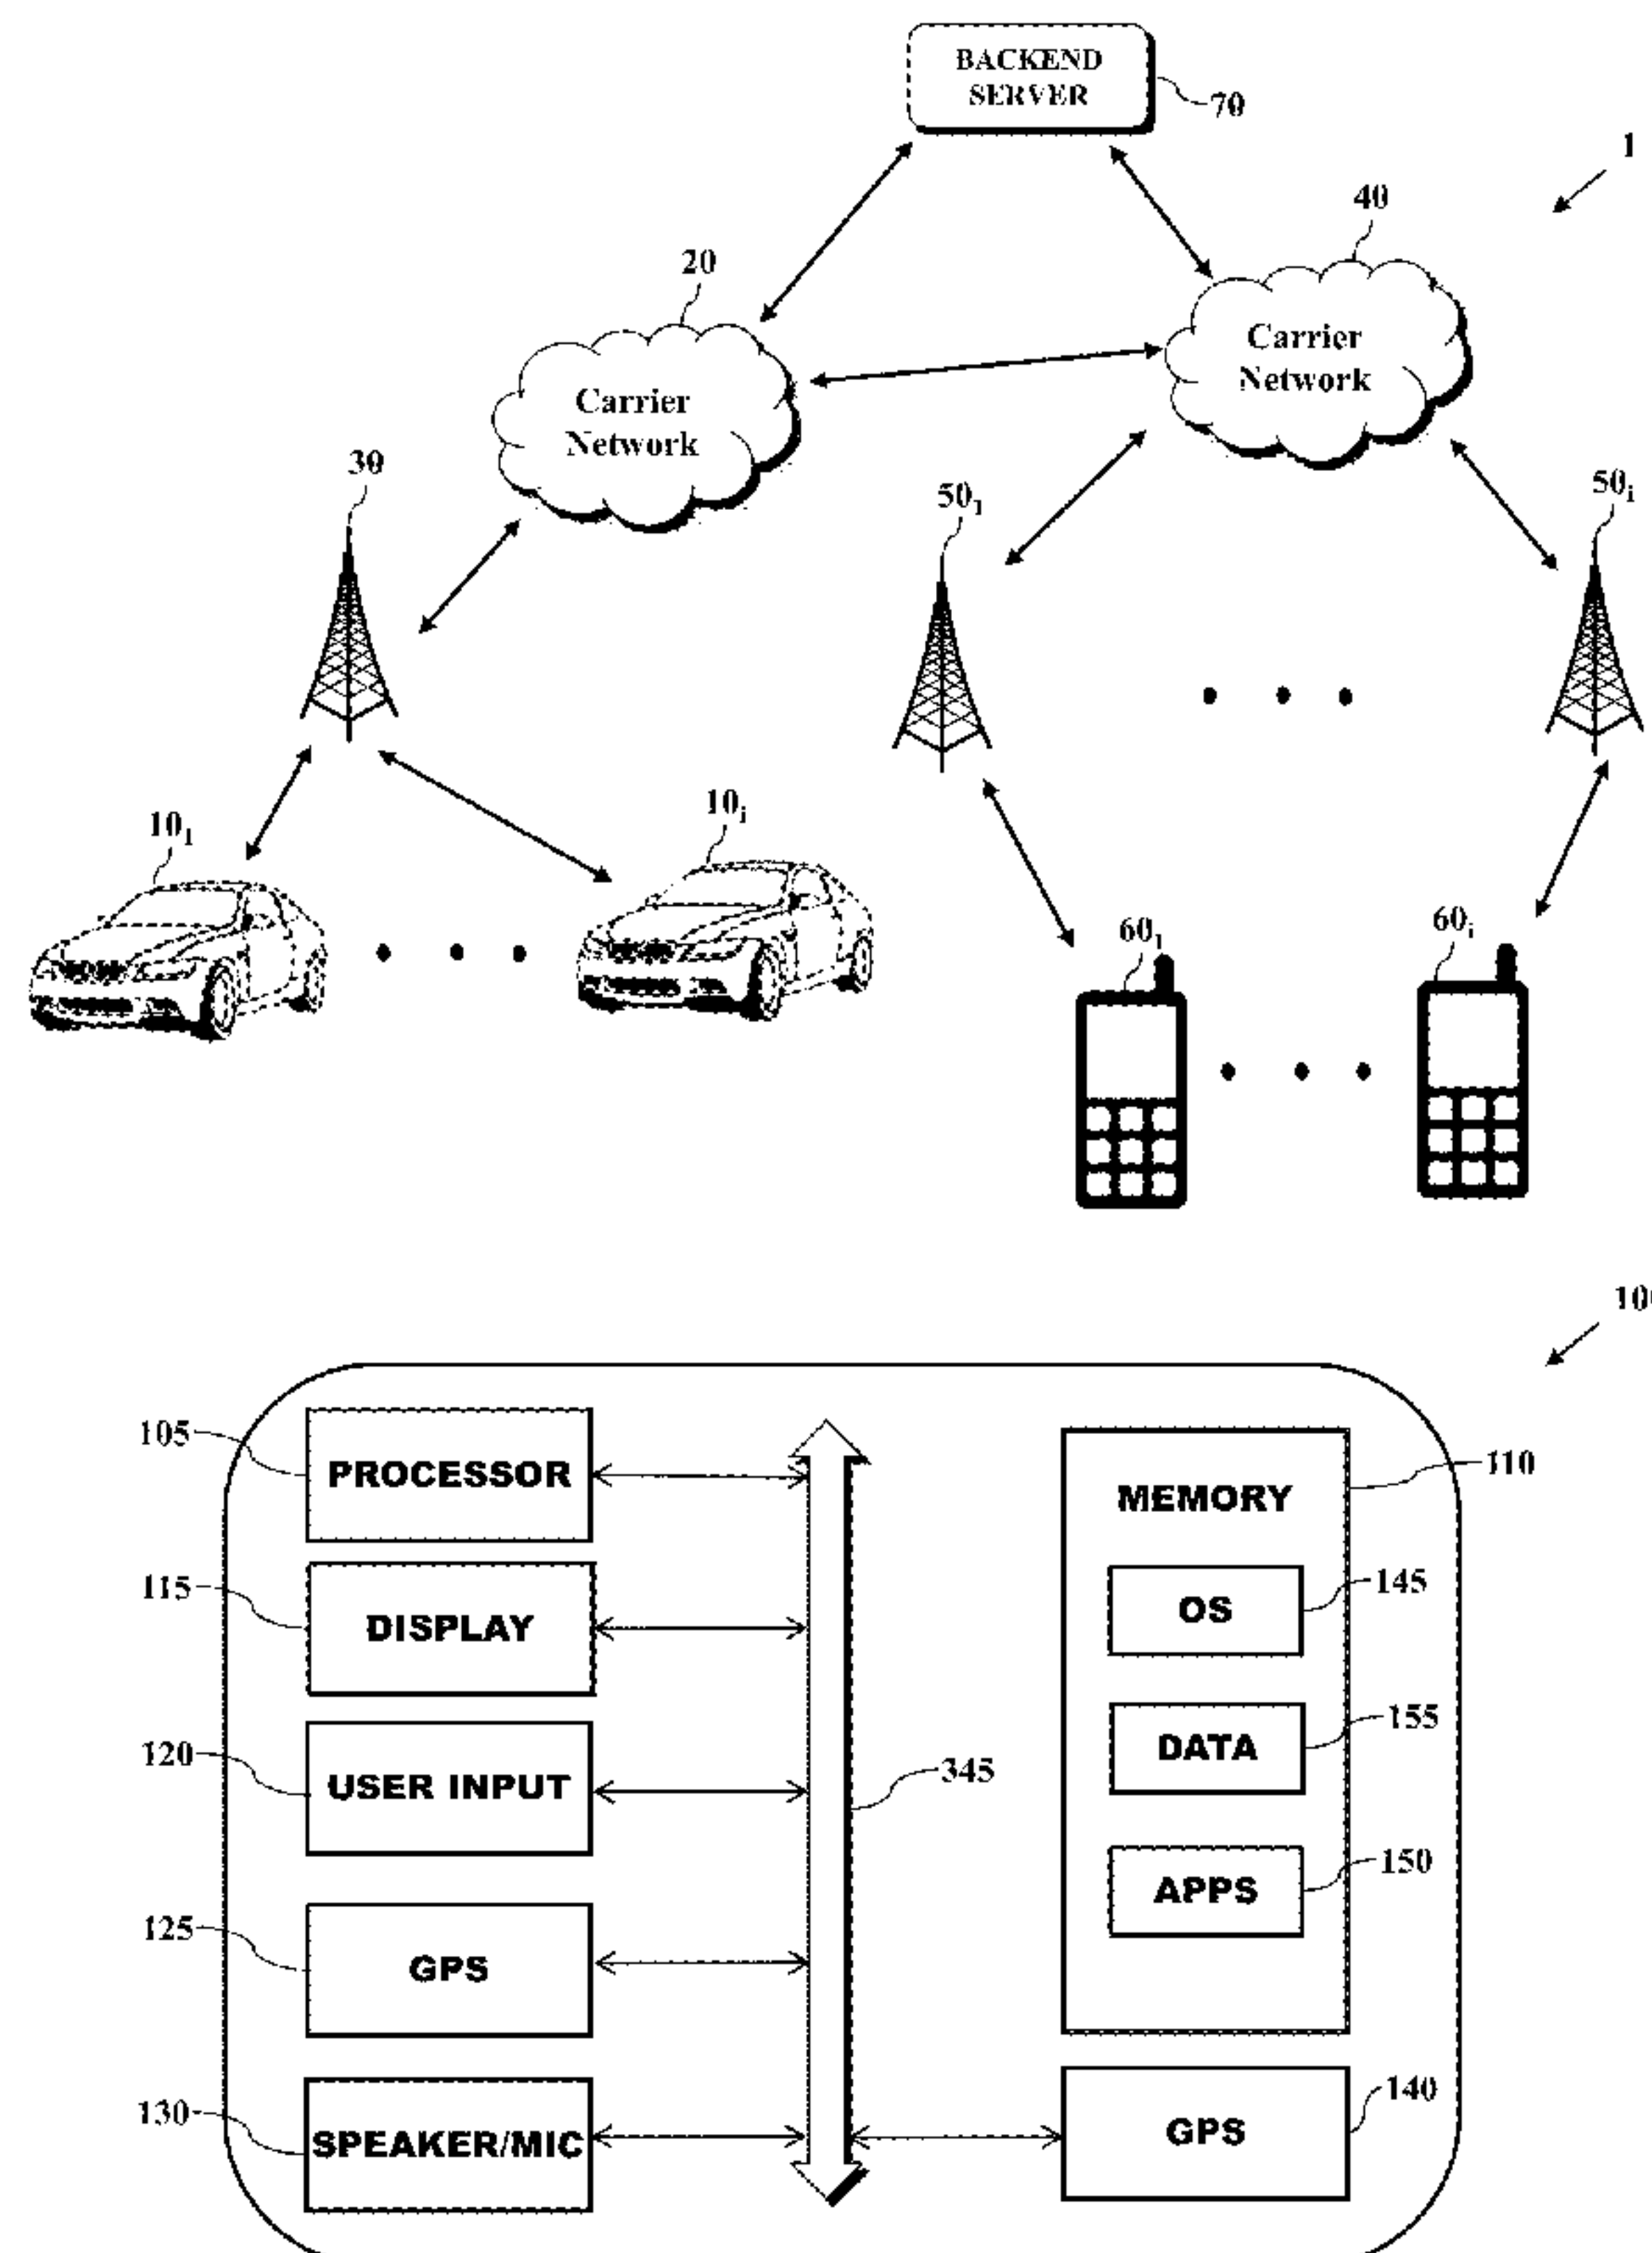 BACKEND
SERVER
70
1
40
20
Carrier
Network
Carrier
Network
30
50₁
50ᵢ
10₁
10ᵢ
60₁
60ᵢ
105
PROCESSOR
MEMORY
110
115
DISPLAY
OS
145
120
USER INPUT
345
DATA
155
125
GPS
APPS
150
130
SPEAKER/MIC
GPS
140